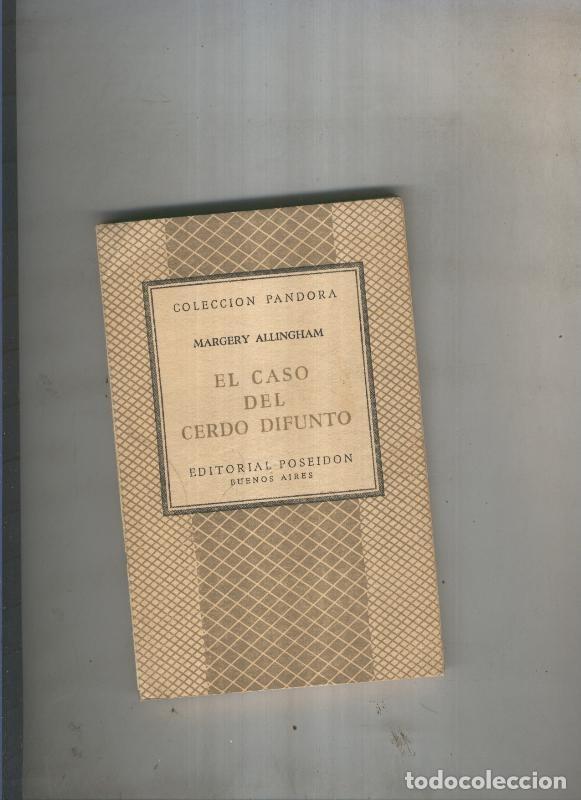 COLECCION PANDORA
MARGERY ALLINGHAM
EL CASO
DEL
CERDO DIFUNTO
EDITORIAL POSEIDON
BUENOS AIRES
todocoleccion